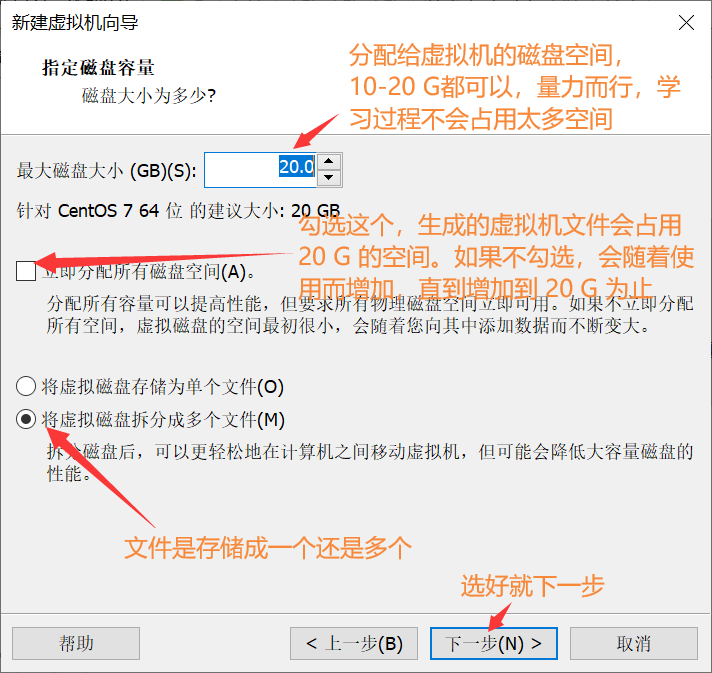 新建虚拟机向导
指定磁盘容量
磁盘大小为多少?
分配给虚拟机的磁盘空间，
10-20 G都可以，量力而行，学
习过程不会占用太多空间
最大磁盘大小 (GB)(S): 20.0
针对 CentOS 7 64 位 的建议大小: 20 GB
勾选这个，生成的虚拟机文件会占用
20 G 的空间。如果不勾选，会随着使
用而增加，直到增加到 20 G 为止
立即分配所有磁盘空间(A)。
分配所有容量可以提高性能，但要求所有物理磁盘空间立即可用。如果不立即分配
所有空间，虚拟磁盘的空间最初很小，会随着您向其中添加数据而不断变大。
将虚拟磁盘存储为单个文件(O)
将虚拟磁盘拆分成多个文件(M)
拆分磁盘后，可以更轻松地在计算机之间移动虚拟机，但可能会降低大容量磁盘的
性能。
文件是存储成一个还是多个
选好就下一步
帮助
< 上一步(B)
下一步(N) >
取消